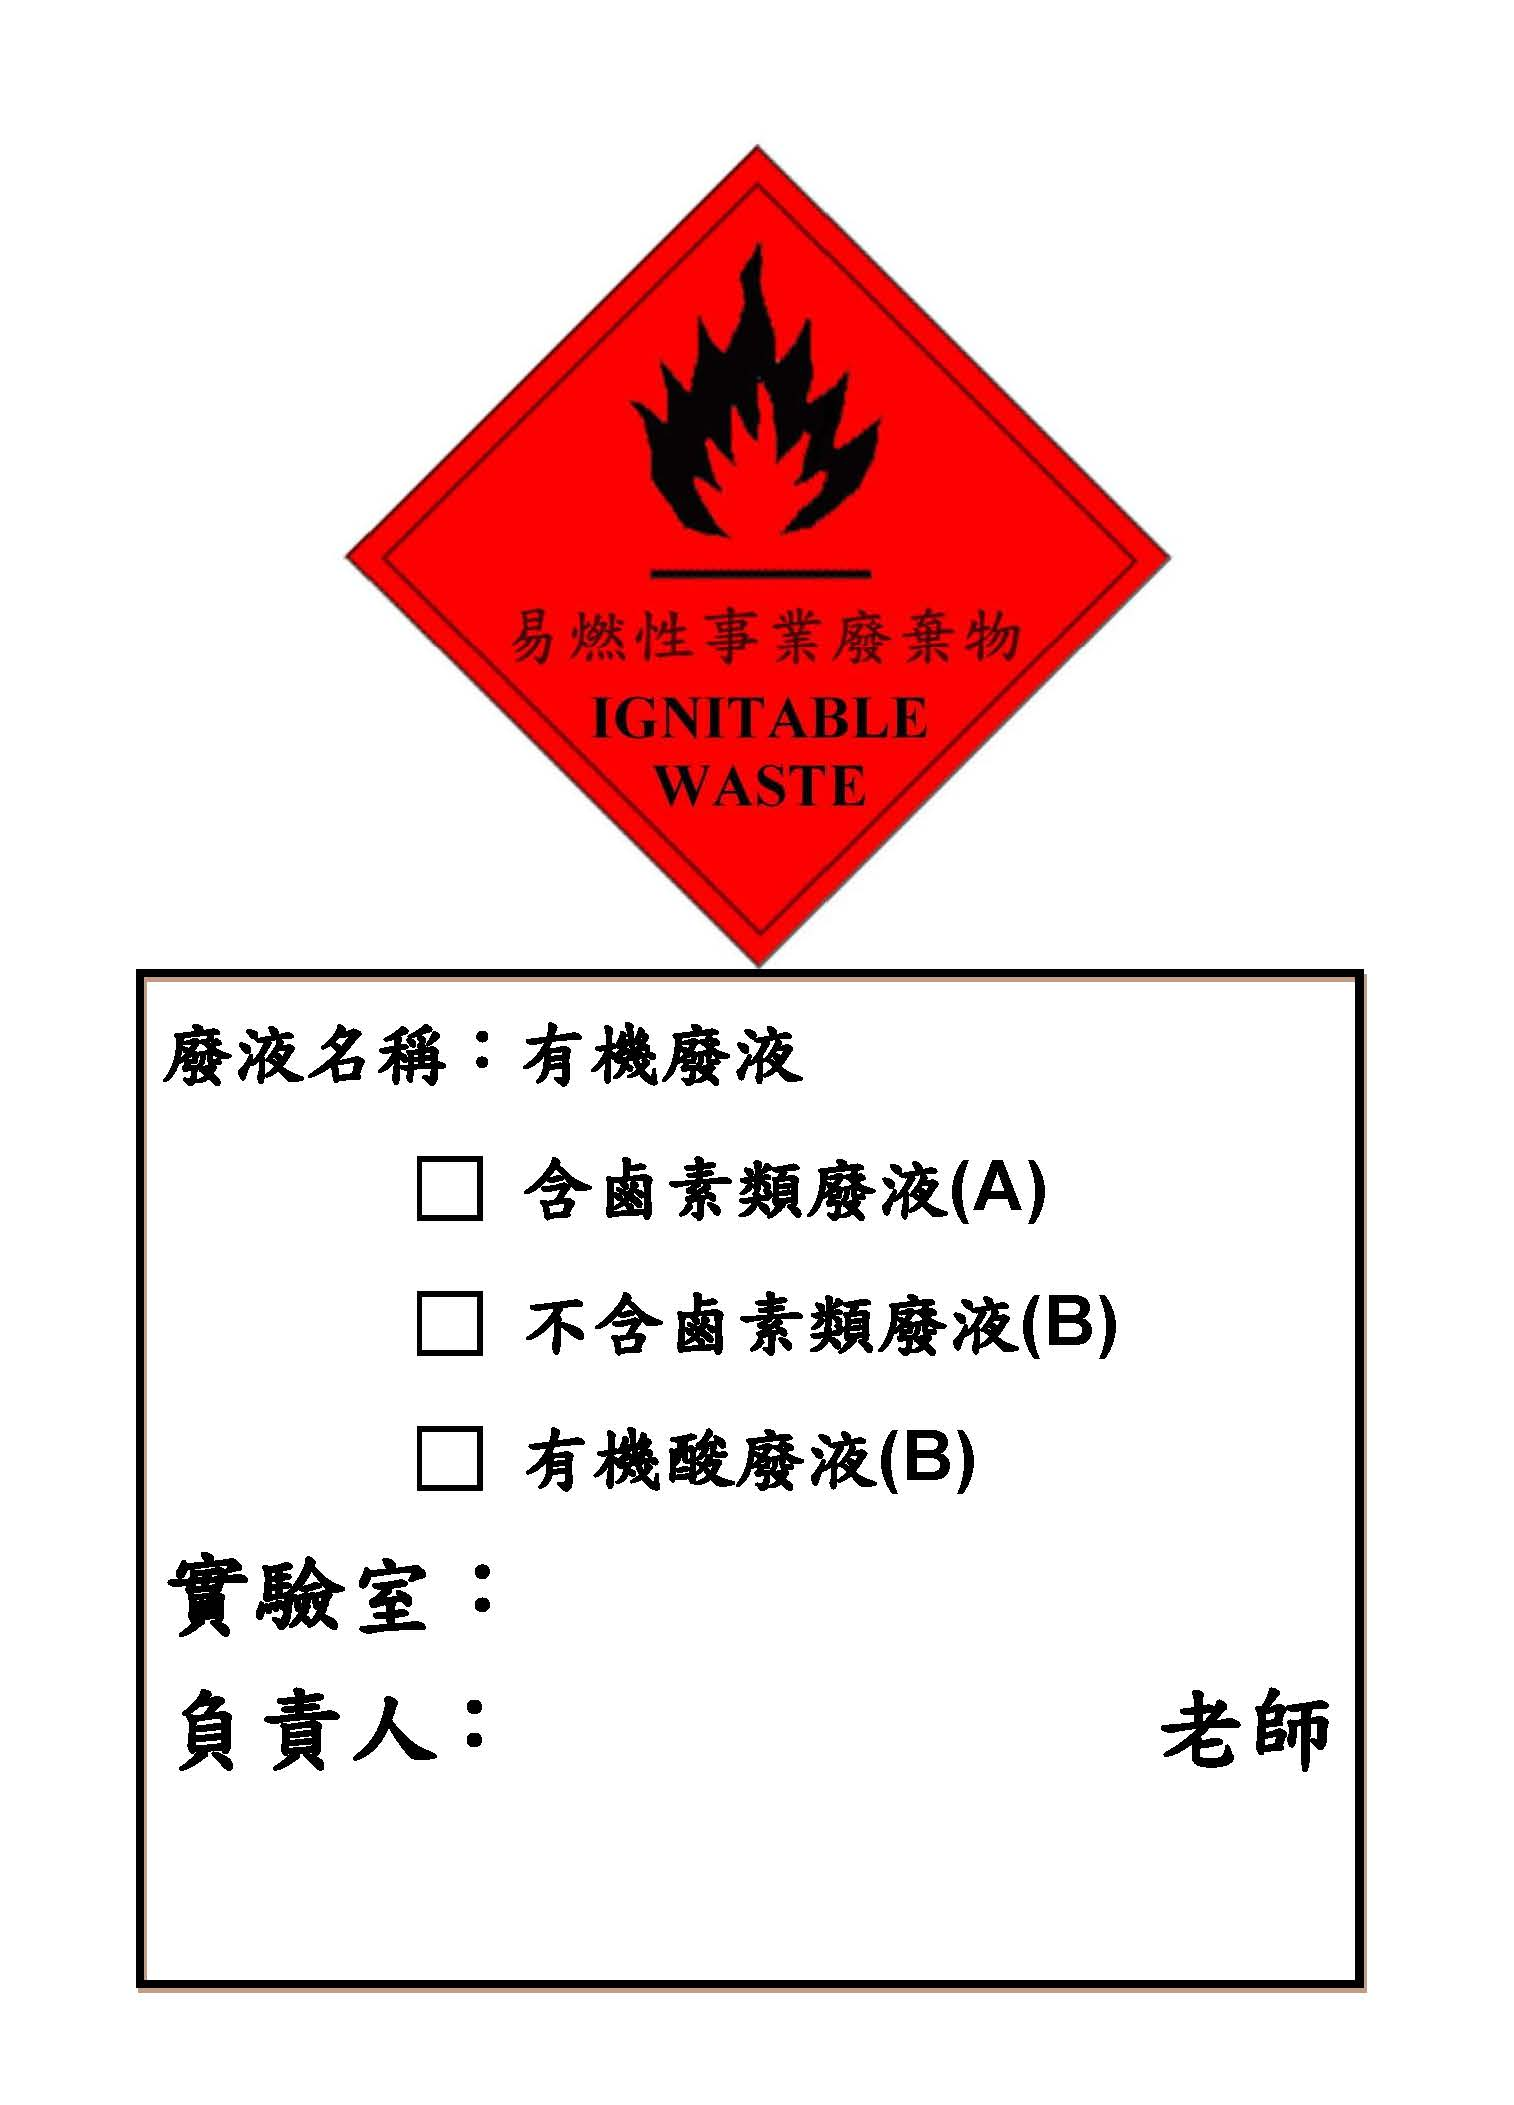 易燃性事業廢棄物
IGNITABLE
WASTE
廢液名稱：有機廢液
□ 含鹵素類廢液(A)
□ 不含鹵素類廢液(B)
□ 有機酸廢液(B)
實驗室：
負責人： 老師